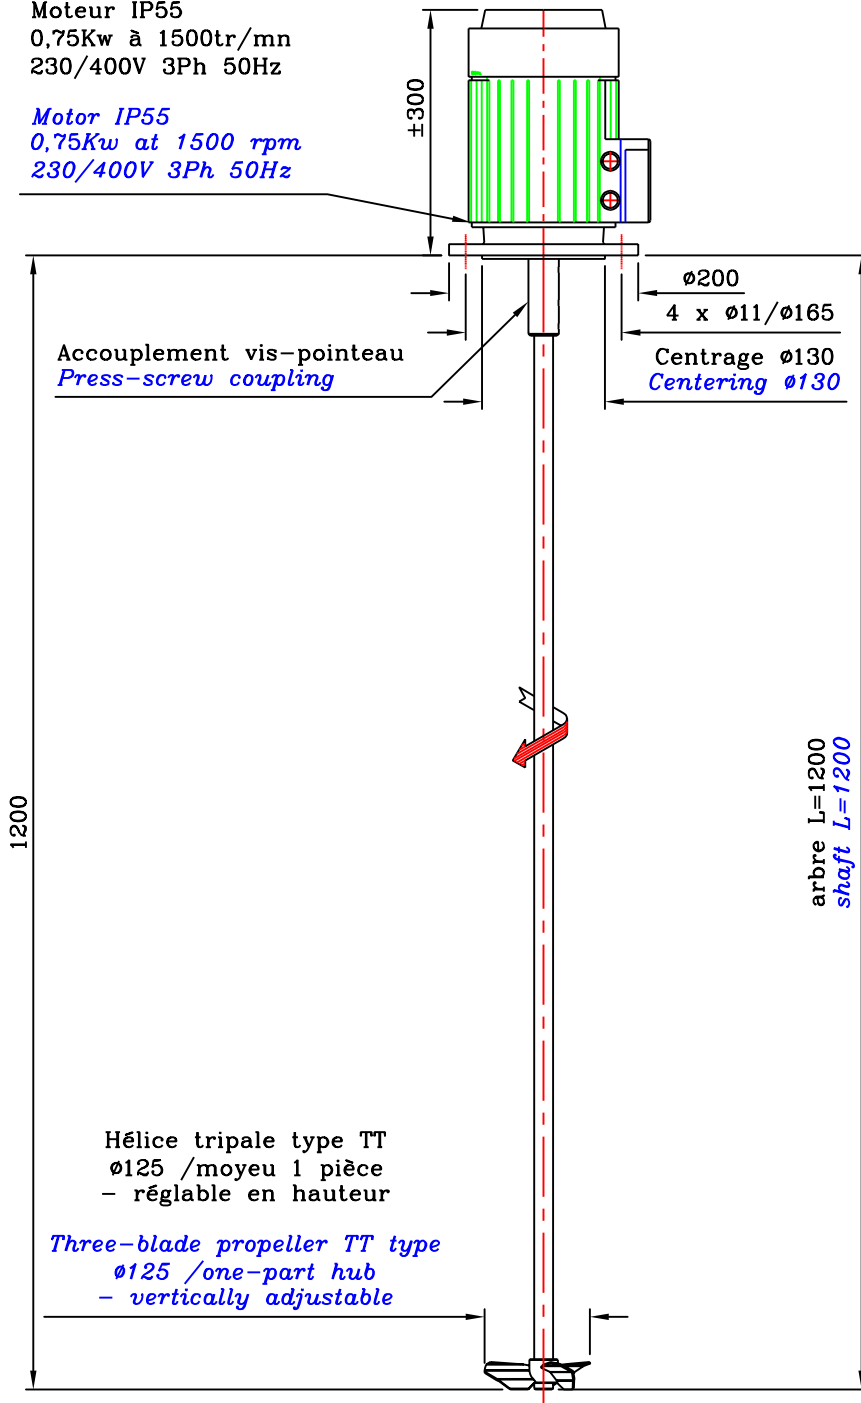 Moteur IP55
0,75Kw à 1500tr/mn
230/400V 3Ph 50Hz
Motor IP55
0,75Kw at 1500 rpm
230/400V 3Ph 50Hz
±300
ø200
4 x ø11/ø165
Centrage ø130
Centering ø130
Accouplement vis-pointeau
Press-screw coupling
1200
arbre L=1200
shaft L=1200
Hélice tripale type TT
ø125 /moyeu 1 pièce
- réglable en hauteur
Three-blade propeller TT type
ø125 /one-part hub
- vertically adjustable